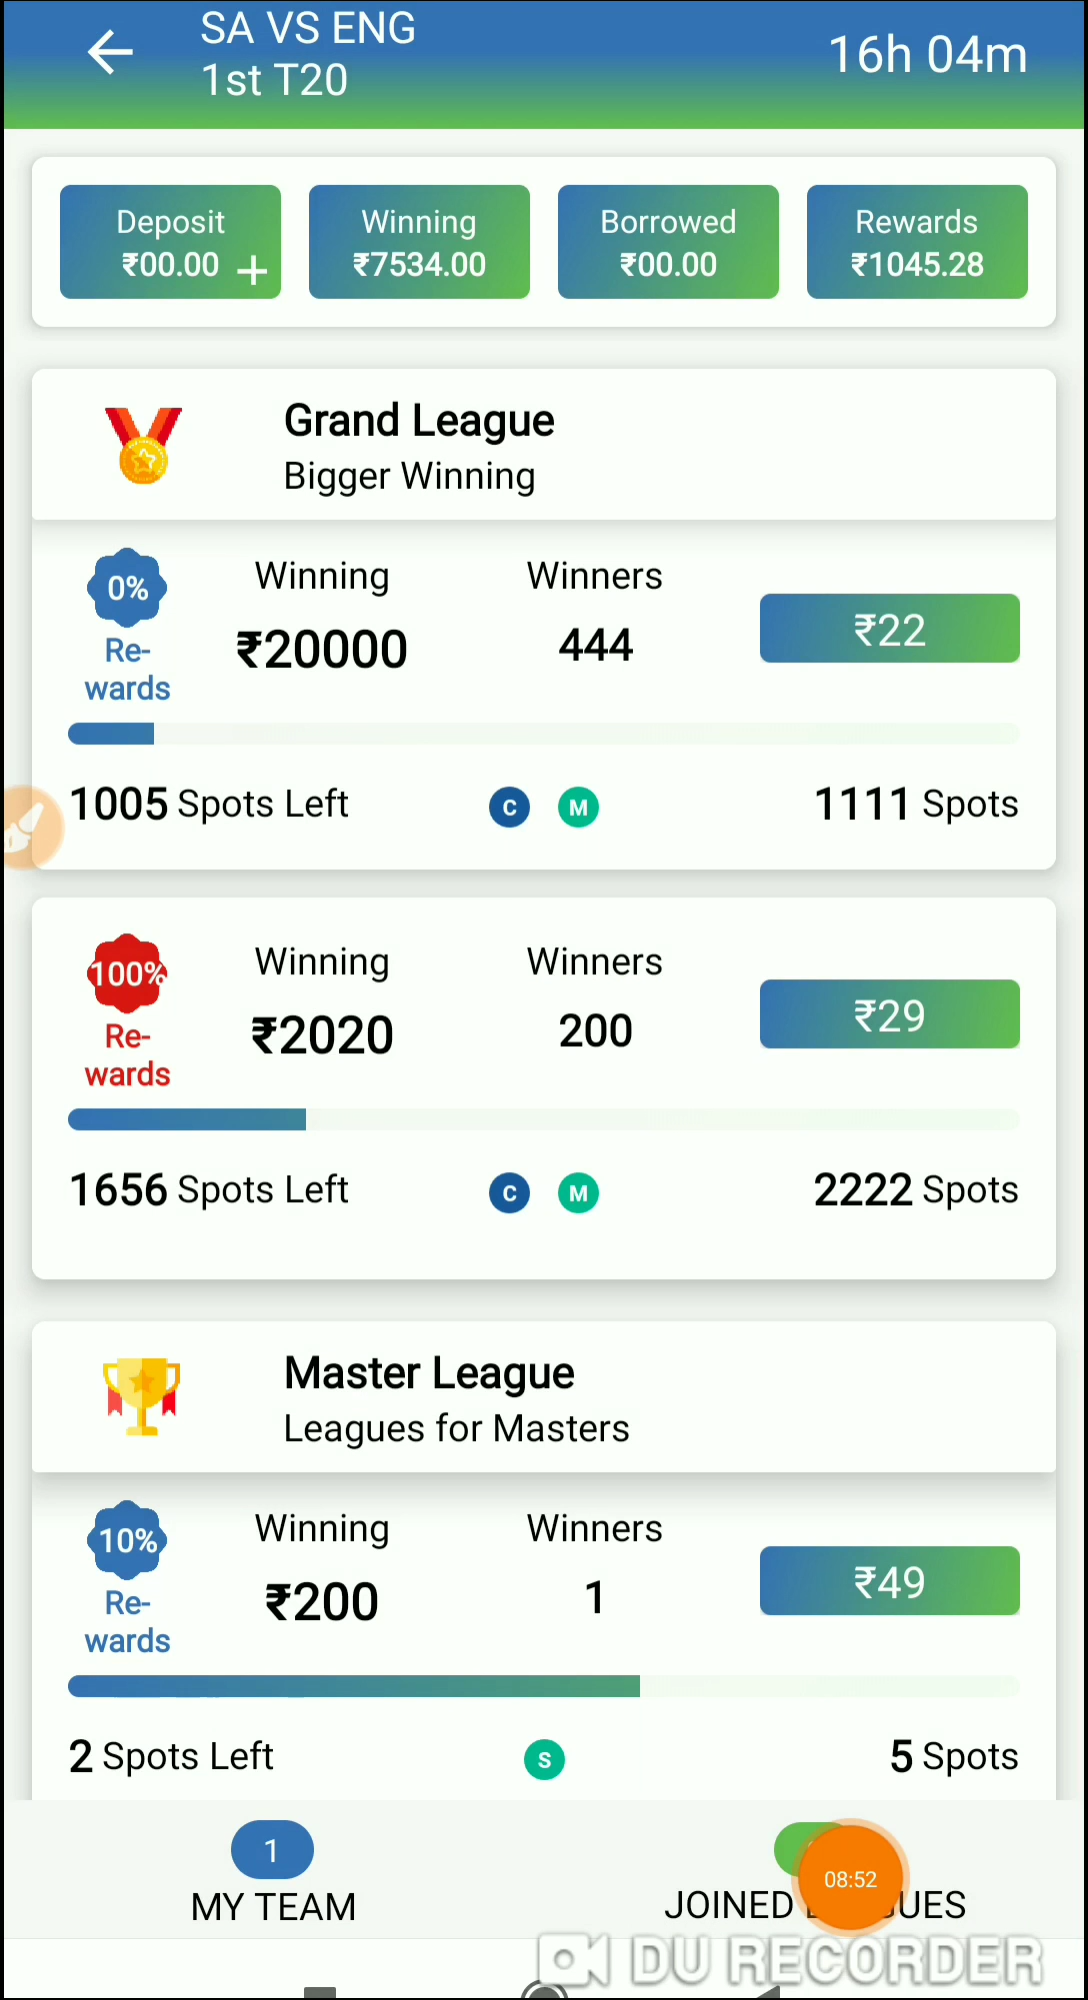 SA VS ENG
1st T20
16h 04m
Deposit
₹00.00 +
Winning
₹7534.00
Borrowed
₹00.00
Rewards
₹1045.28
Grand League
Bigger Winning
0%
Re-
wards
Winning
₹20000
Winners
444
₹22
1005 Spots Left
C M
1111 Spots
100%
Re-
wards
Winning
₹2020
Winners
200
₹29
1656 Spots Left
C M
2222 Spots
Master League
Leagues for Masters
10%
Re-
wards
Winning
₹200
Winners
1
₹49
2 Spots Left
S
5 Spots
1
MY TEAM
08:52
JOINED
DU RECORDER